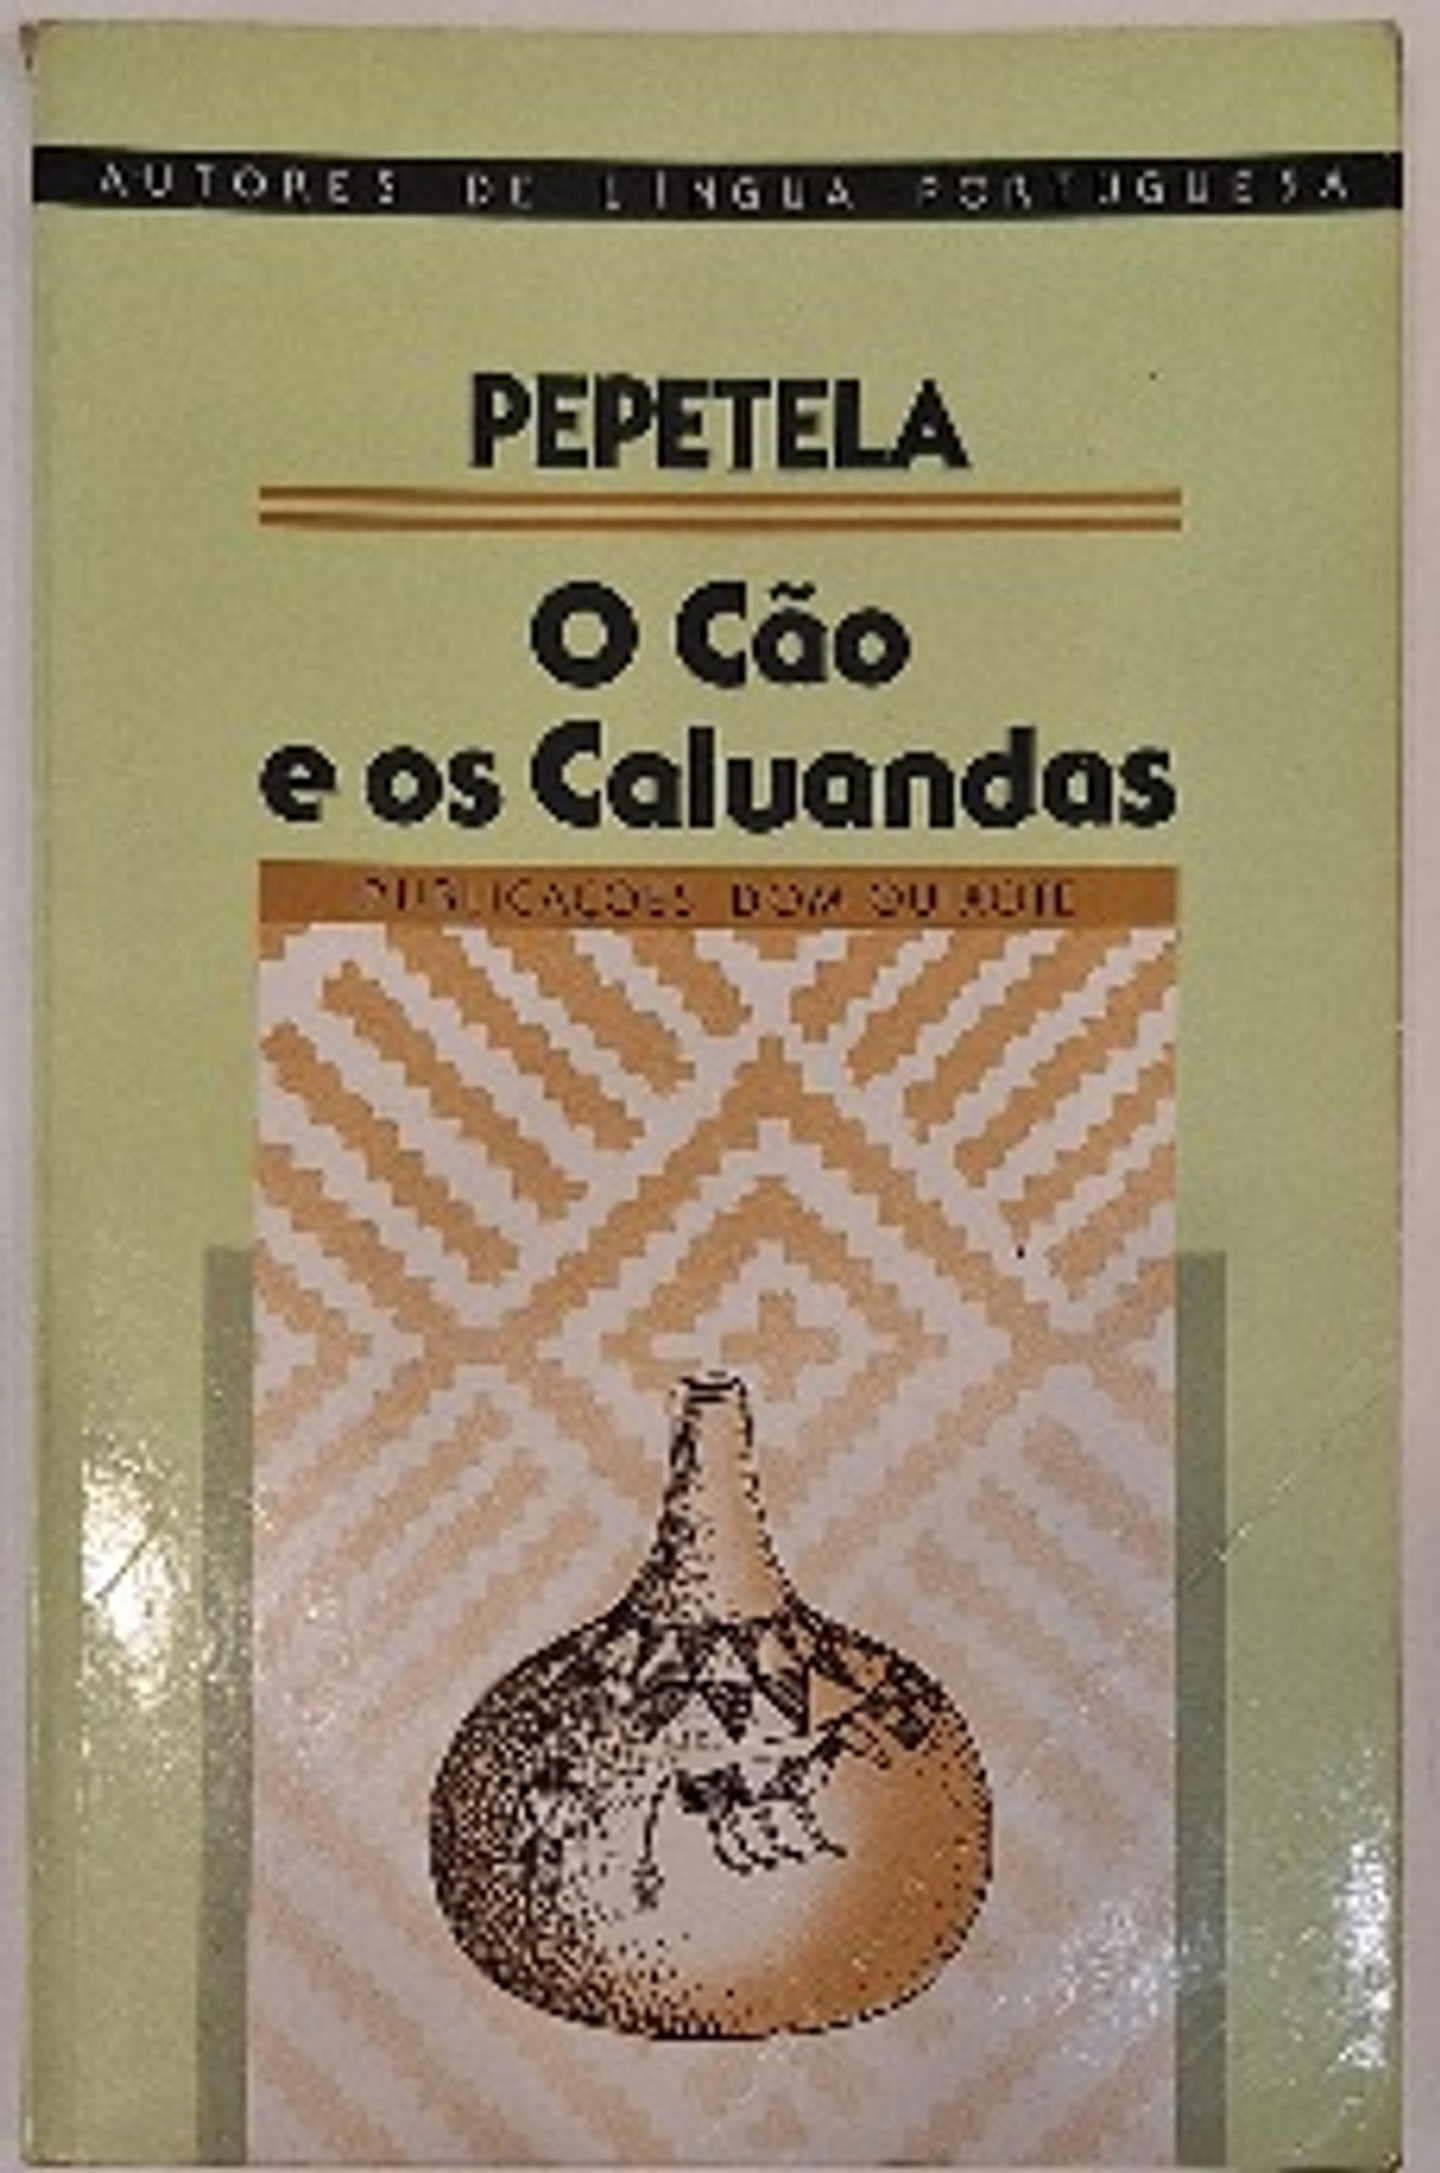 AUTORES DE LÍNGUA PORTUGUESA
PEPETELA
O Cão
e os Caluandas
PUBLICAÇÕES DOM QUIXOTE